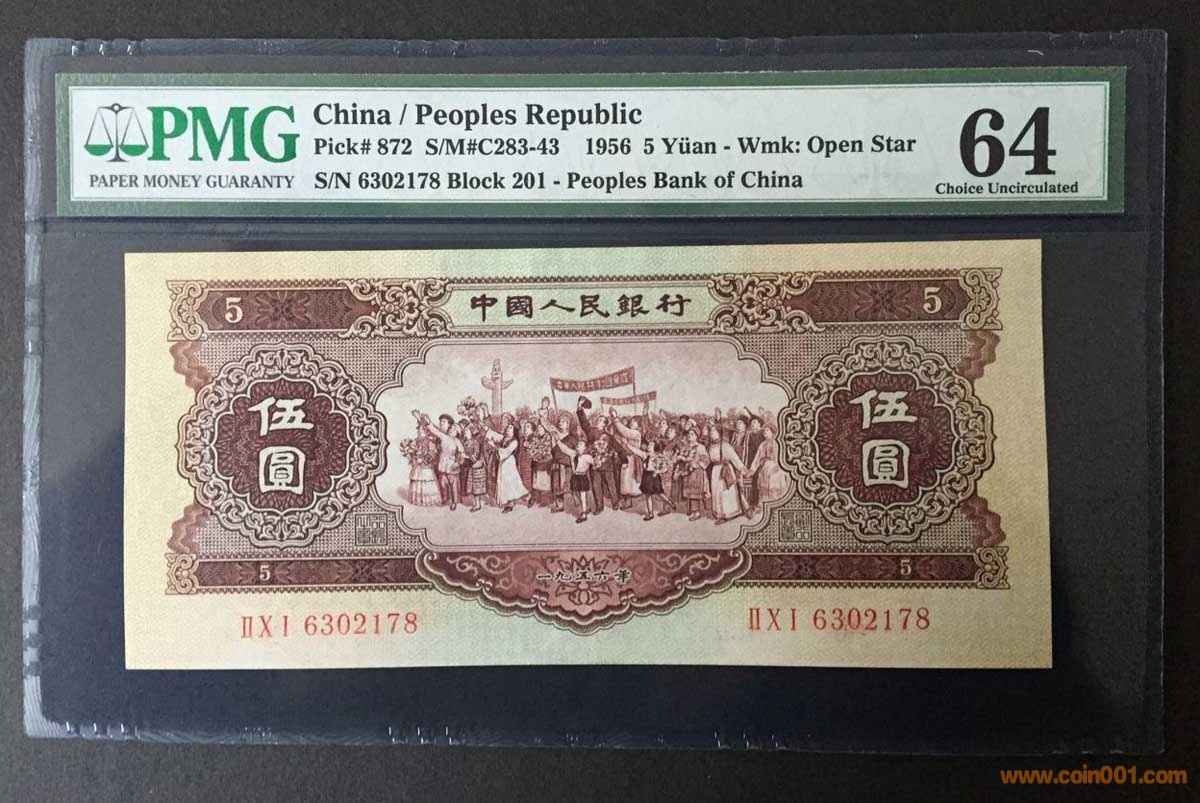 PMG
PAPER MONEY GUARANTY
China / Peoples Republic
Pick# 872 S/M#C283-43 1956 5 Yüan - Wmk: Open Star
S/N 6302178 Block 201 - Peoples Bank of China
64
Choice Uncirculated
5
中國人民銀行
5
伍圓
伍圓
5
一九五六年
5
ⅡⅩⅠ 6302178
ⅡⅩⅠ 6302178
www.coin001.com